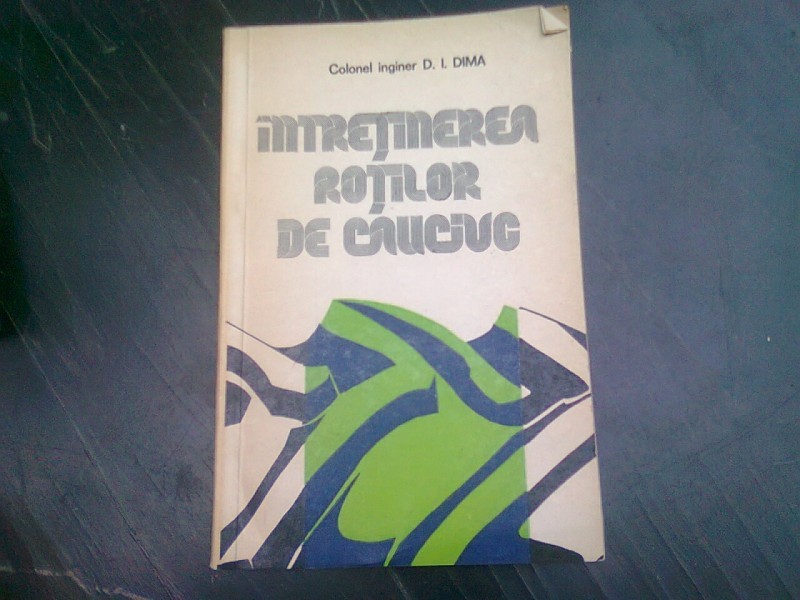 Colonel inginer D. I. DIMA
ÎNTREȚINEREA
ROȚILOR
DE CAUCIUC